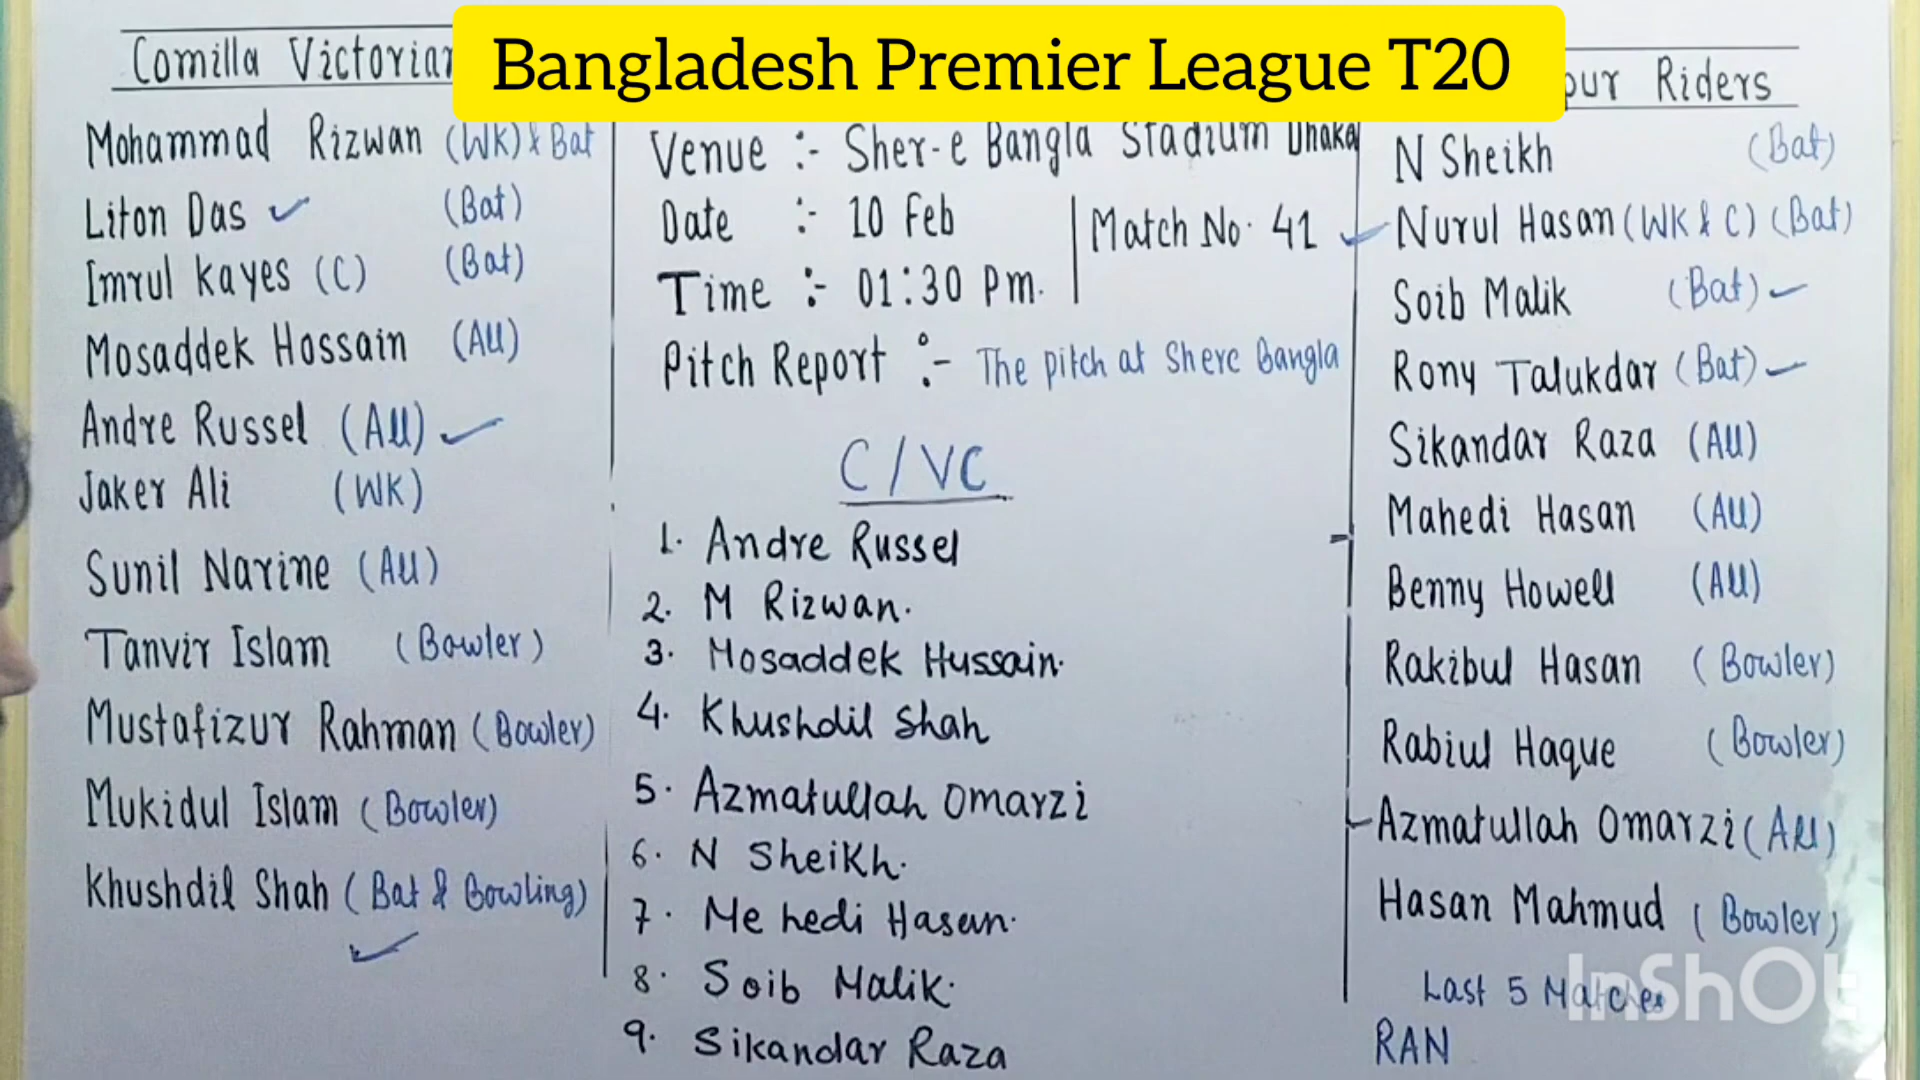 Bangladesh Premier League T20
Comilla Victorian
Mohammad Rizwan (WK) & Bat
Liton Das ✓ (Bat)
Imrul Kayes (C) (Bat)
Mosaddek Hossain (All)
Andre Russel (All) ✓
Jaker Ali (WK)
Sunil Narine (All)
Tanvir Islam (Bowler)
Mustafizur Rahman (Bowler)
Mukidul Islam (Bowler)
Khushdil Shah (Bat & Bowling)
✓
Venue :- Sher-e Bangla Stadium Dhaka
Date :- 10 Feb
Match No. 41
Time :- 01:30 Pm.
Pitch Report :- The pitch at Shere Bangla
C/VC
1. Andre Russel
2. M Rizwan.
3. Mosaddek Hussain.
4. Khushdil Shah
5. Azmatullah Omarzi
6. N Sheikh.
7. Mehedi Hasan.
8. Soib Malik.
9. Sikandar Raza
pur Riders
N Sheikh (Bat)
✓ Nurul Hasan (WK & C) (Bat)
Soib Malik (Bat) ✓
Rony Talukdar (Bat) ✓
Sikandar Raza (All)
Mahedi Hasan (All)
Benny Howell (All)
Rakibul Hasan (Bowler)
Rabiul Haque (Bowler)
Azmatullah Omarzi (All)
Hasan Mahmud (Bowler)
Last 5 Matches
RAN
InShOt